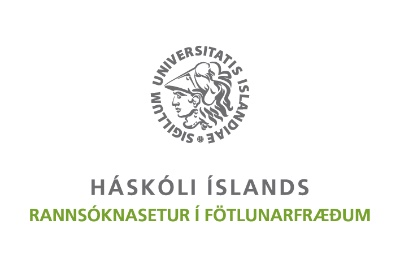 SIGILLUM UNIVERSITATIS ISLANDIAE
HÁSKÓLI ÍSLANDS
RANNSÓKNASETUR Í FÖTLUNARFRÆÐUM